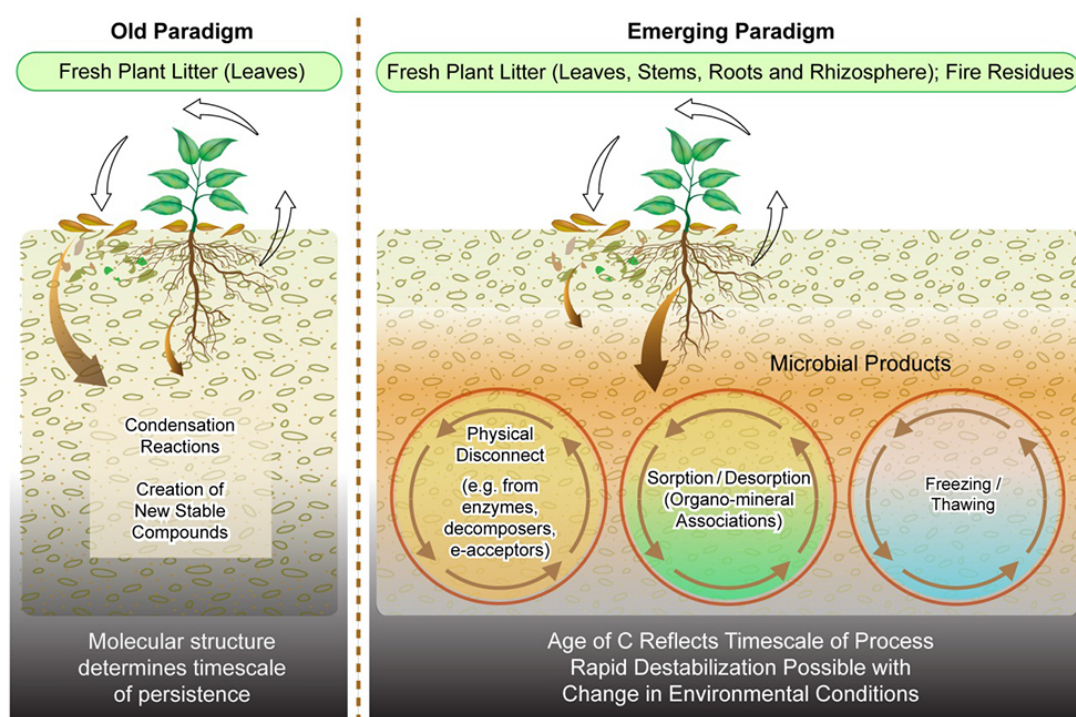 Old Paradigm
Fresh Plant Litter (Leaves)
Condensation
Reactions
Creation of
New Stable
Compounds
Molecular structure
determines timescale
of persistence
Emerging Paradigm
Fresh Plant Litter (Leaves, Stems, Roots and Rhizosphere); Fire Residues
Microbial Products
Physical
Disconnect
(e.g. from
enzymes,
decomposers,
e-acceptors)
Sorption / Desorption
(Organo-mineral
Associations)
Freezing /
Thawing
Age of C Reflects Timescale of Process
Rapid Destabilization Possible with
Change in Environmental Conditions